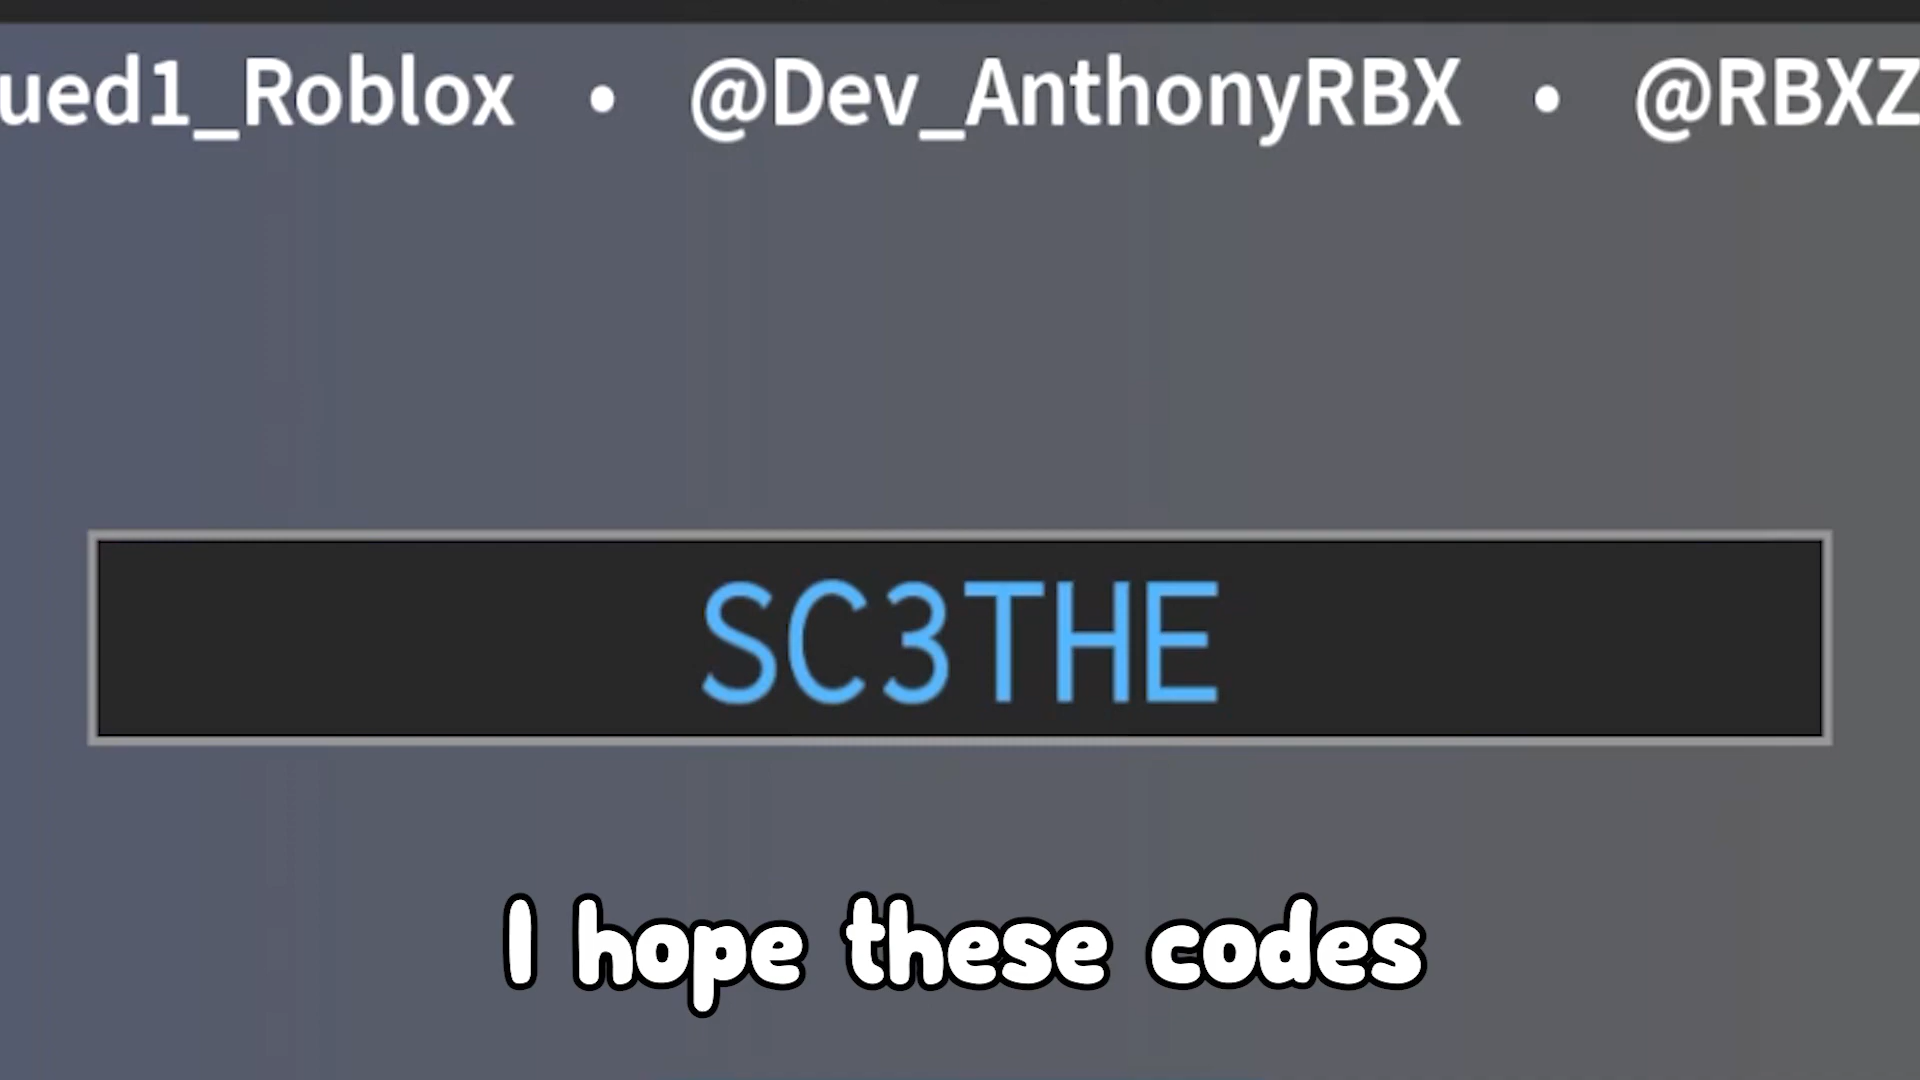 ued1_Roblox • @Dev_AnthonyRBX • @RBXZ
SC3THE
I hope these codes